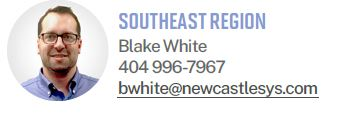 SOUTHEAST REGION
Blake White
404 996-7967
bwhite@newcastlesys.com